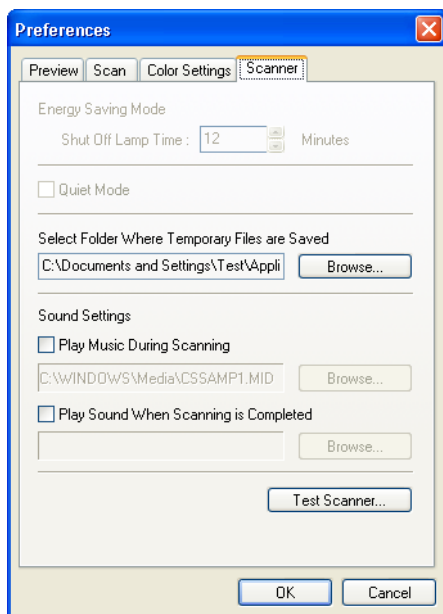 Preferences
Preview Scan Color Settings Scanner
Energy Saving Mode
Shut Off Lamp Time : 12 Minutes
Quiet Mode
Select Folder Where Temporary Files are Saved
C:\Documents and Settings\Test\Appli Browse...
Sound Settings
Play Music During Scanning
C:\WINDOWS\Media\CSSAMP1.MID Browse...
Play Sound When Scanning is Completed
Browse...
Test Scanner...
OK Cancel